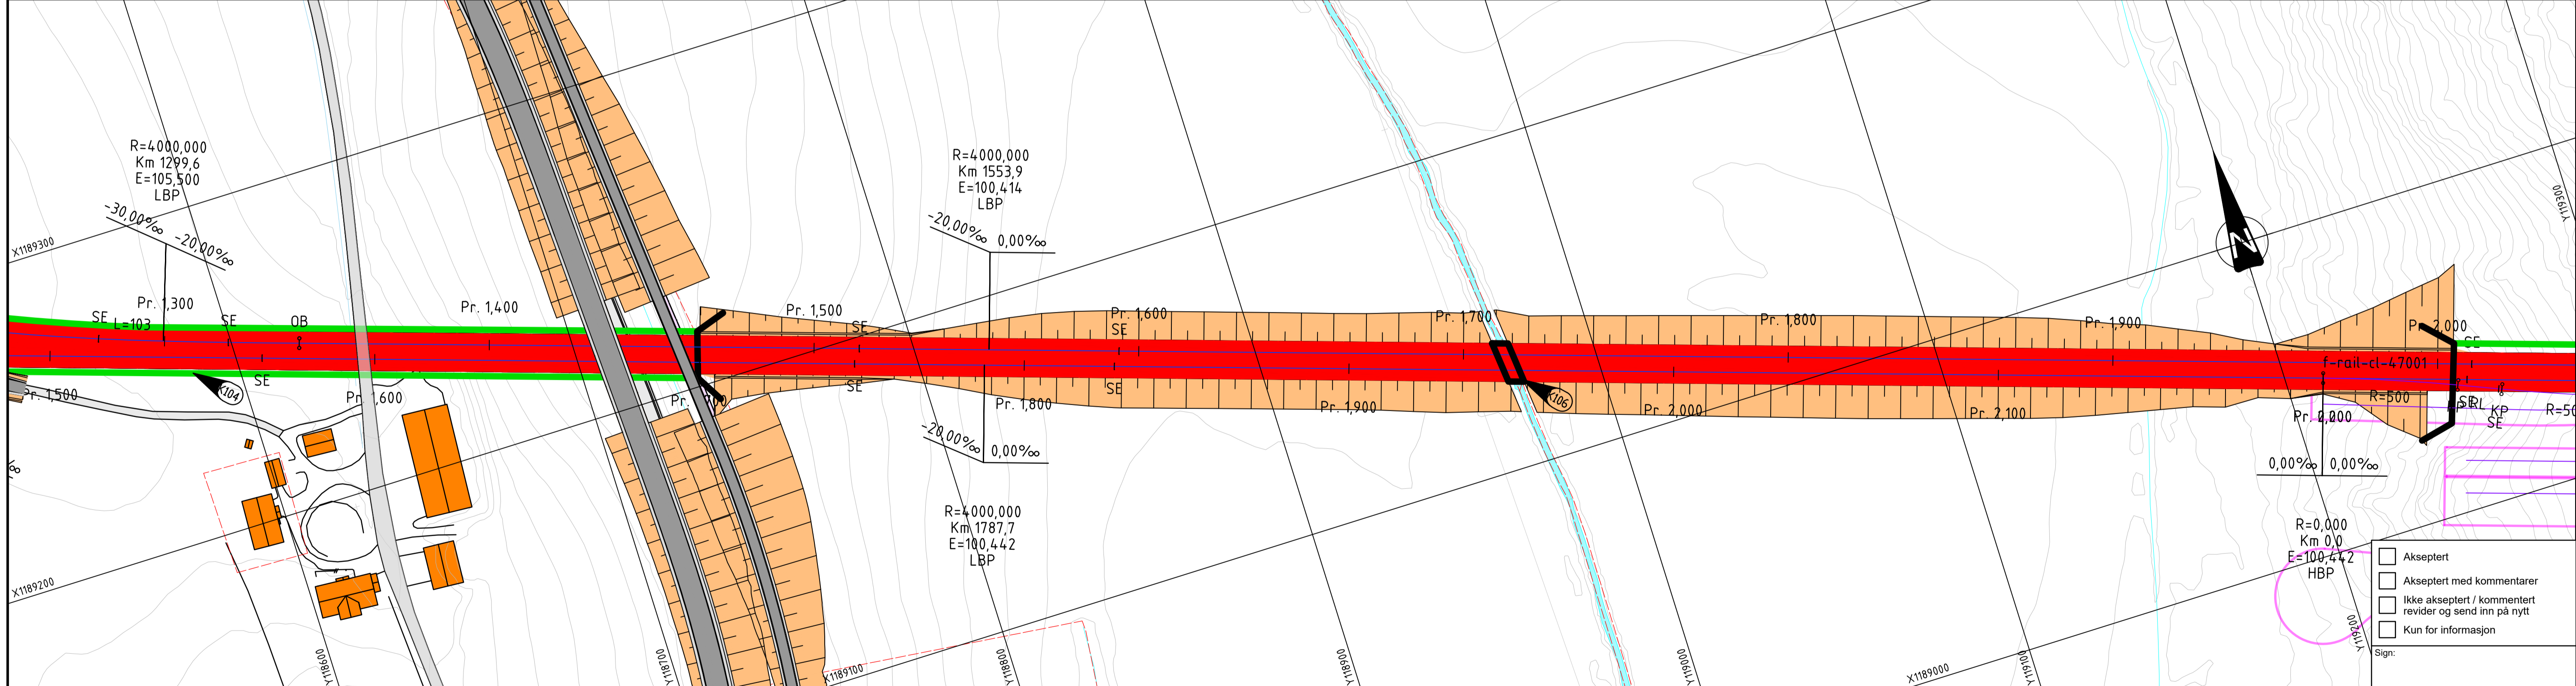 R=4000,000
Km 1299,6
E=105,500
LBP
-30,00‰
-20,00‰
R=4000,000
Km 1553,9
E=100,414
LBP
-20,00‰
0,00‰
X1189300
Y119300
N
Pr. 1,300
Pr. 1,400
Pr. 1,500
Pr. 1,600
Pr. 1,700
Pr. 1,800
Pr. 1,900
Pr. 2,000
SE
L=103
SE
OB
SE
SE
SE
f-rail-cl-47001
SE
K104
SE
SE
K106
R=500
RL
KP
SE
Pr. 1,500
Pr. 1,600
Pr. 1,800
Pr. 1,900
Pr. 2,000
Pr. 2,100
-20,00‰
0,00‰
0,00‰
0,00‰
R=4000,000
Km 1787,7
E=100,442
LBP
R=0,000
Km 0,0
E=100,442
HBP
X1189200
Y118600
Y118700
X1189100
Y118800
Y118900
Y119000
X1189000
Y119100
Y119200
Akseptert
Akseptert med kommentarer
Ikke akseptert / kommentert
revider og send inn på nytt
Kun for informasjon
Sign: